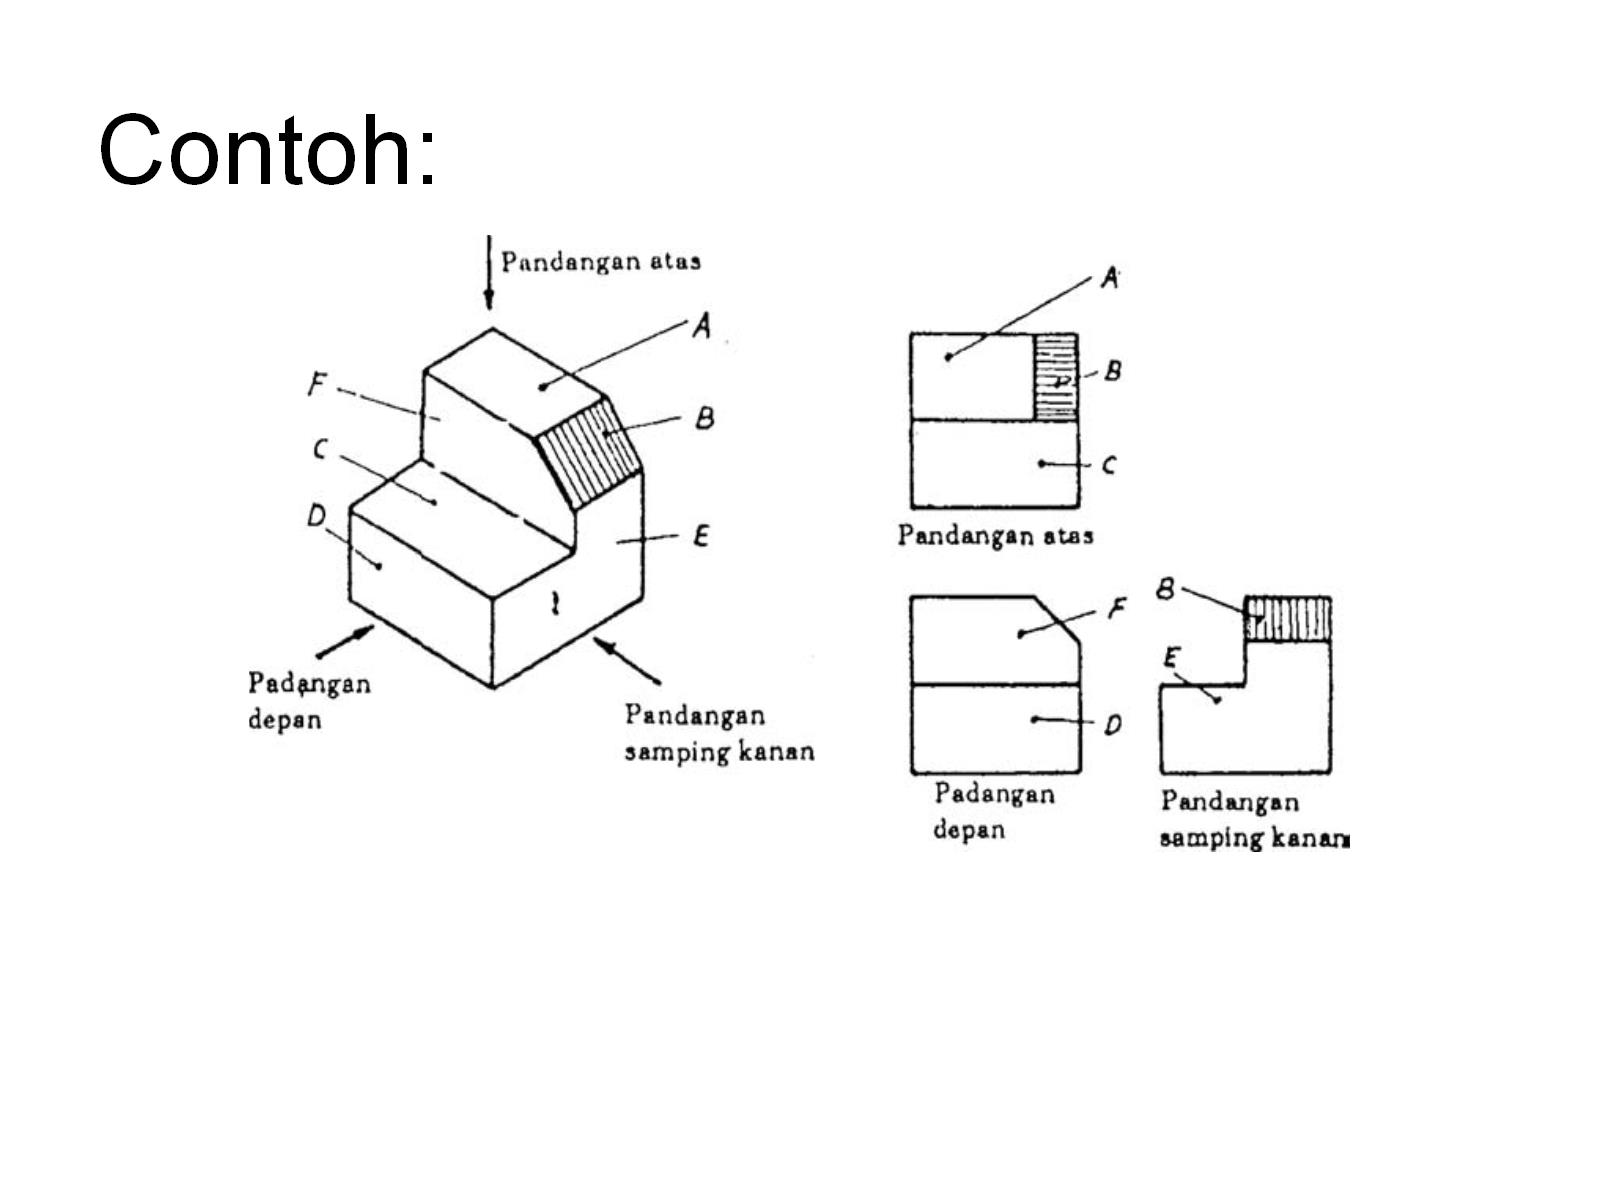 Contoh:
Pandangan atas
A
F
B
C
D
E
Padangan
depan
Pandangan
samping kanan
A
B
C
Pandangan atas
B
F
E
D
Padangan
depan
Pandangan
samping kanan